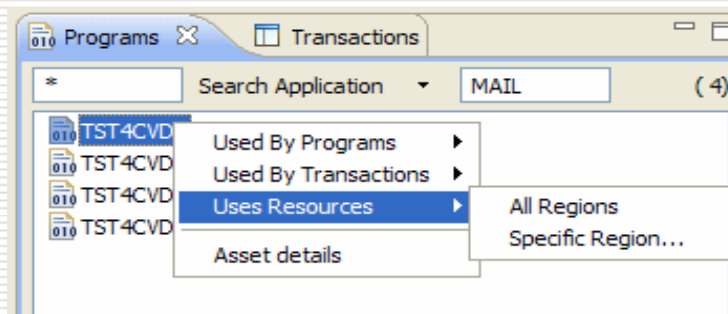 Programs Transactions
* Search Application MAIL ( 4)
TST4CVD
TST4CVD
TST4CVD
TST4CVD
Used By Programs
Used By Transactions
Uses Resources
Asset details
All Regions
Specific Region...